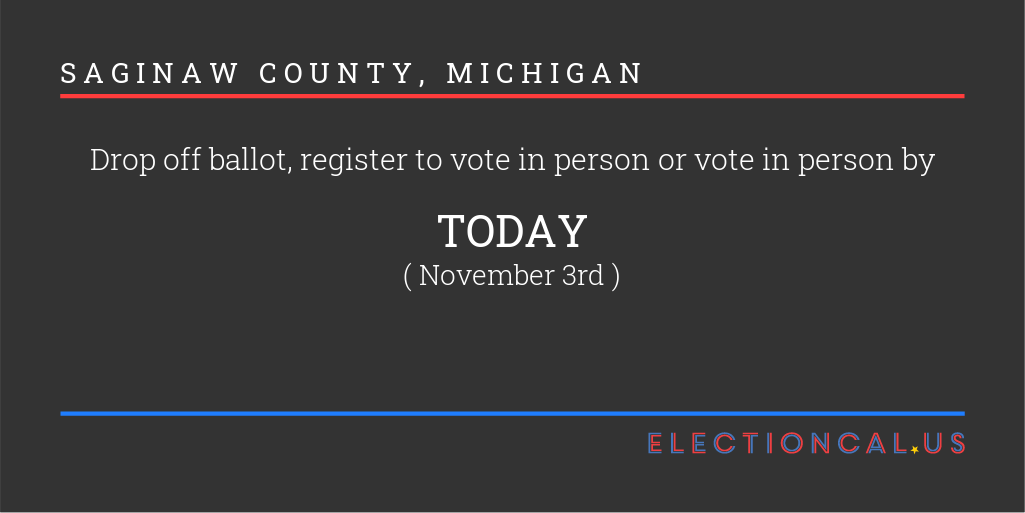 SAGINAW COUNTY, MICHIGAN
Drop off ballot, register to vote in person or vote in person by
TODAY
( November 3rd )
ELECTIONCAL.US